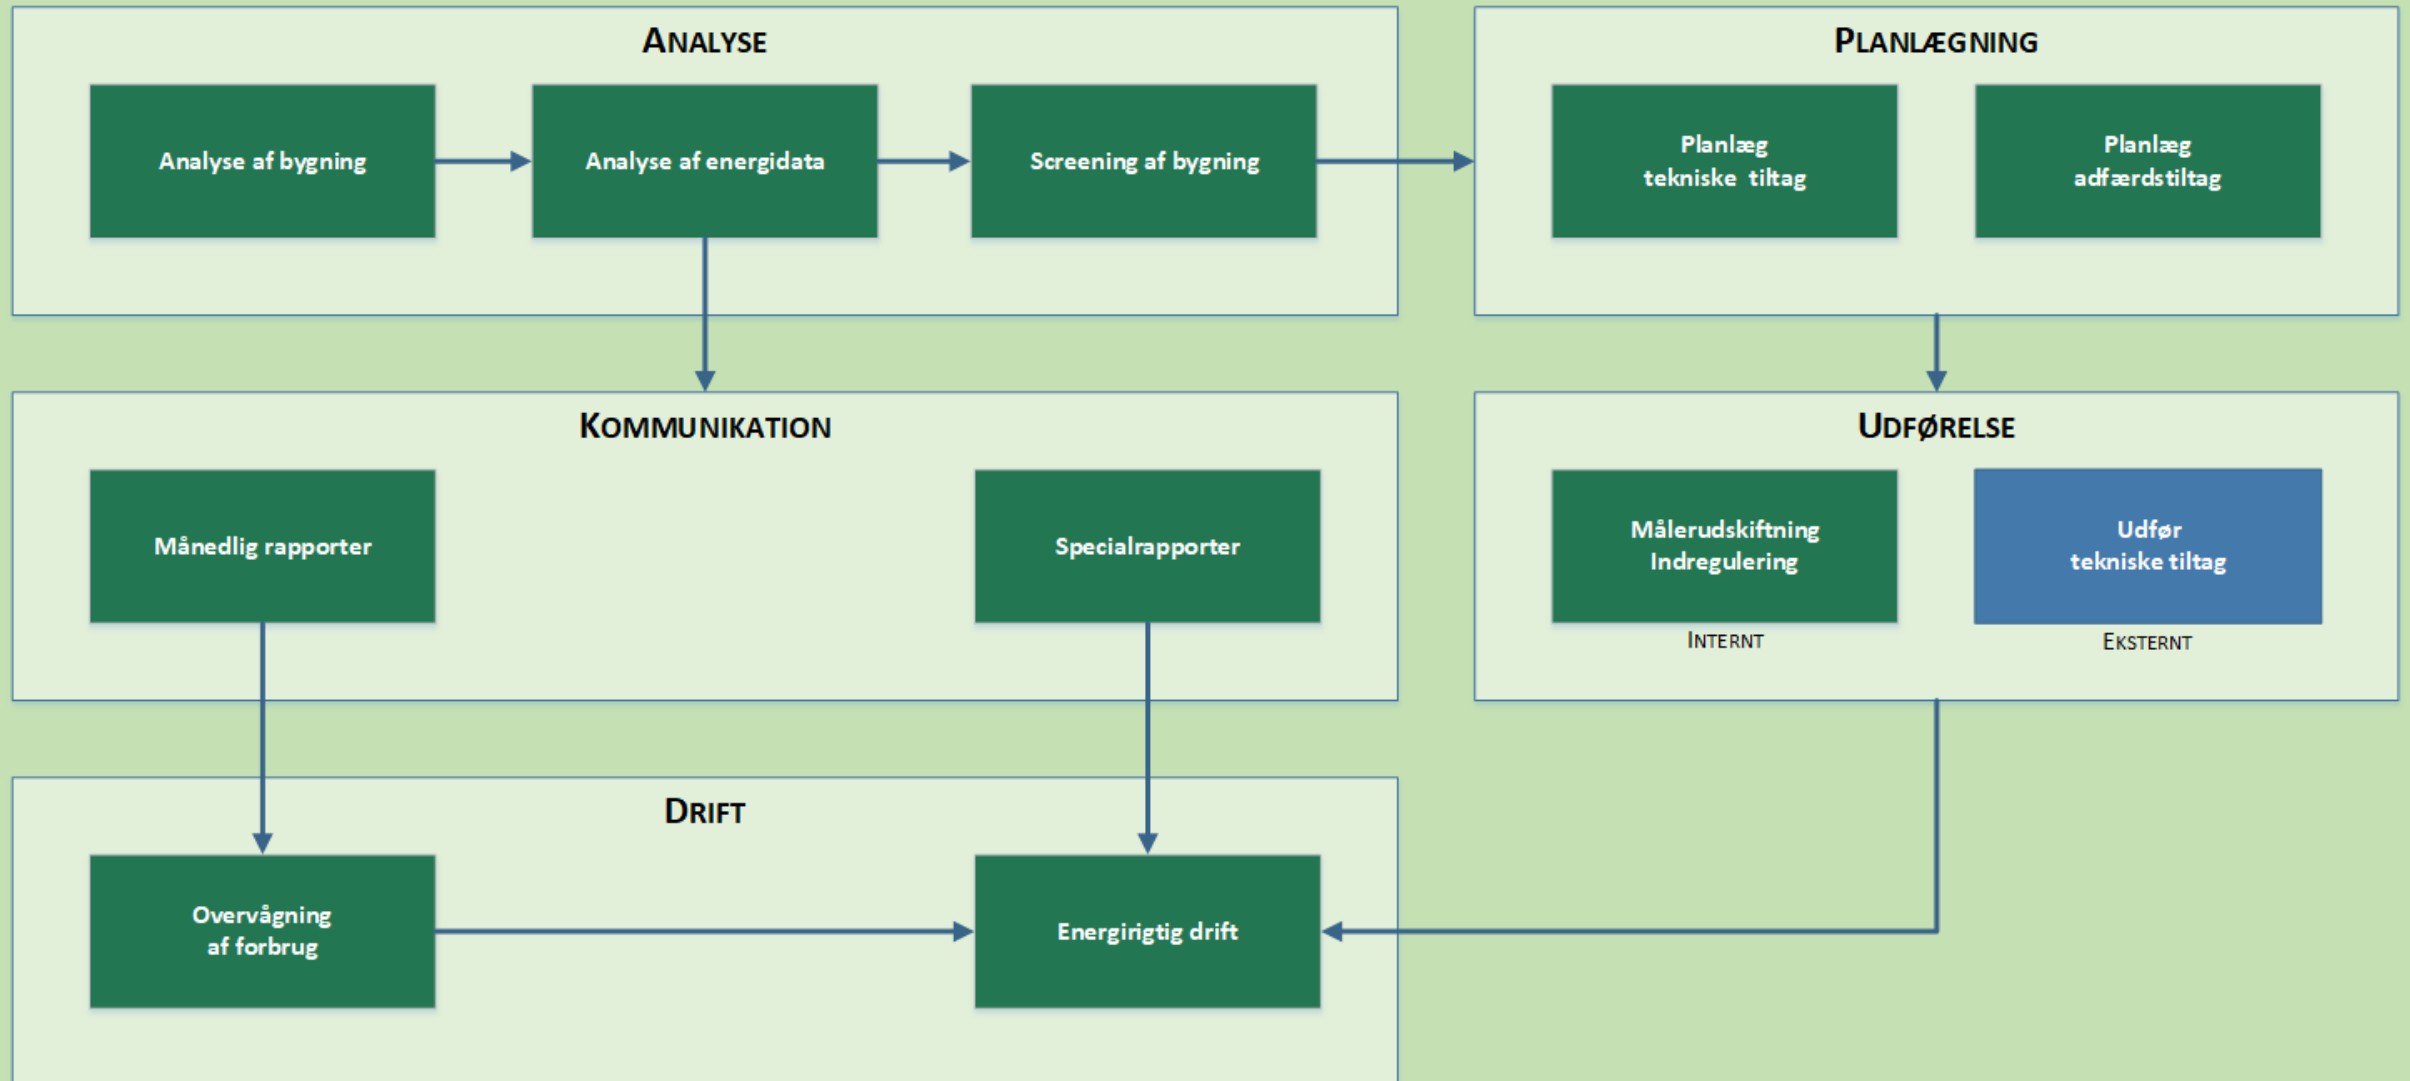 ANALYSE
Analyse af bygning
Analyse af energidata
Screening af bygning
PLANLÆGNING
Planlæg
tekniske tiltag
Planlæg
adfærdstiltag
KOMMUNIKATION
Månedlig rapporter
Specialrapporter
UDFØRELSE
Målerudskiftning
Indregulering
INTERNT
Udfør
tekniske tiltag
EKSTERNT
DRIFT
Overvågning
af forbrug
Energirigtig drift